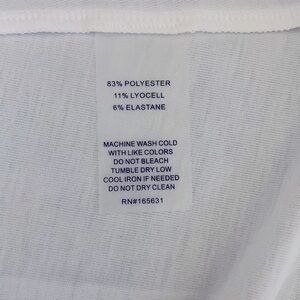 83% POLYESTER
11% LYOCELL
6% ELASTANE
MACHINE WASH COLD
WITH LIKE COLORS
DO NOT BLEACH
TUMBLE DRY LOW
COOL IRON IF NEEDED
DO NOT DRY CLEAN
RN#165631